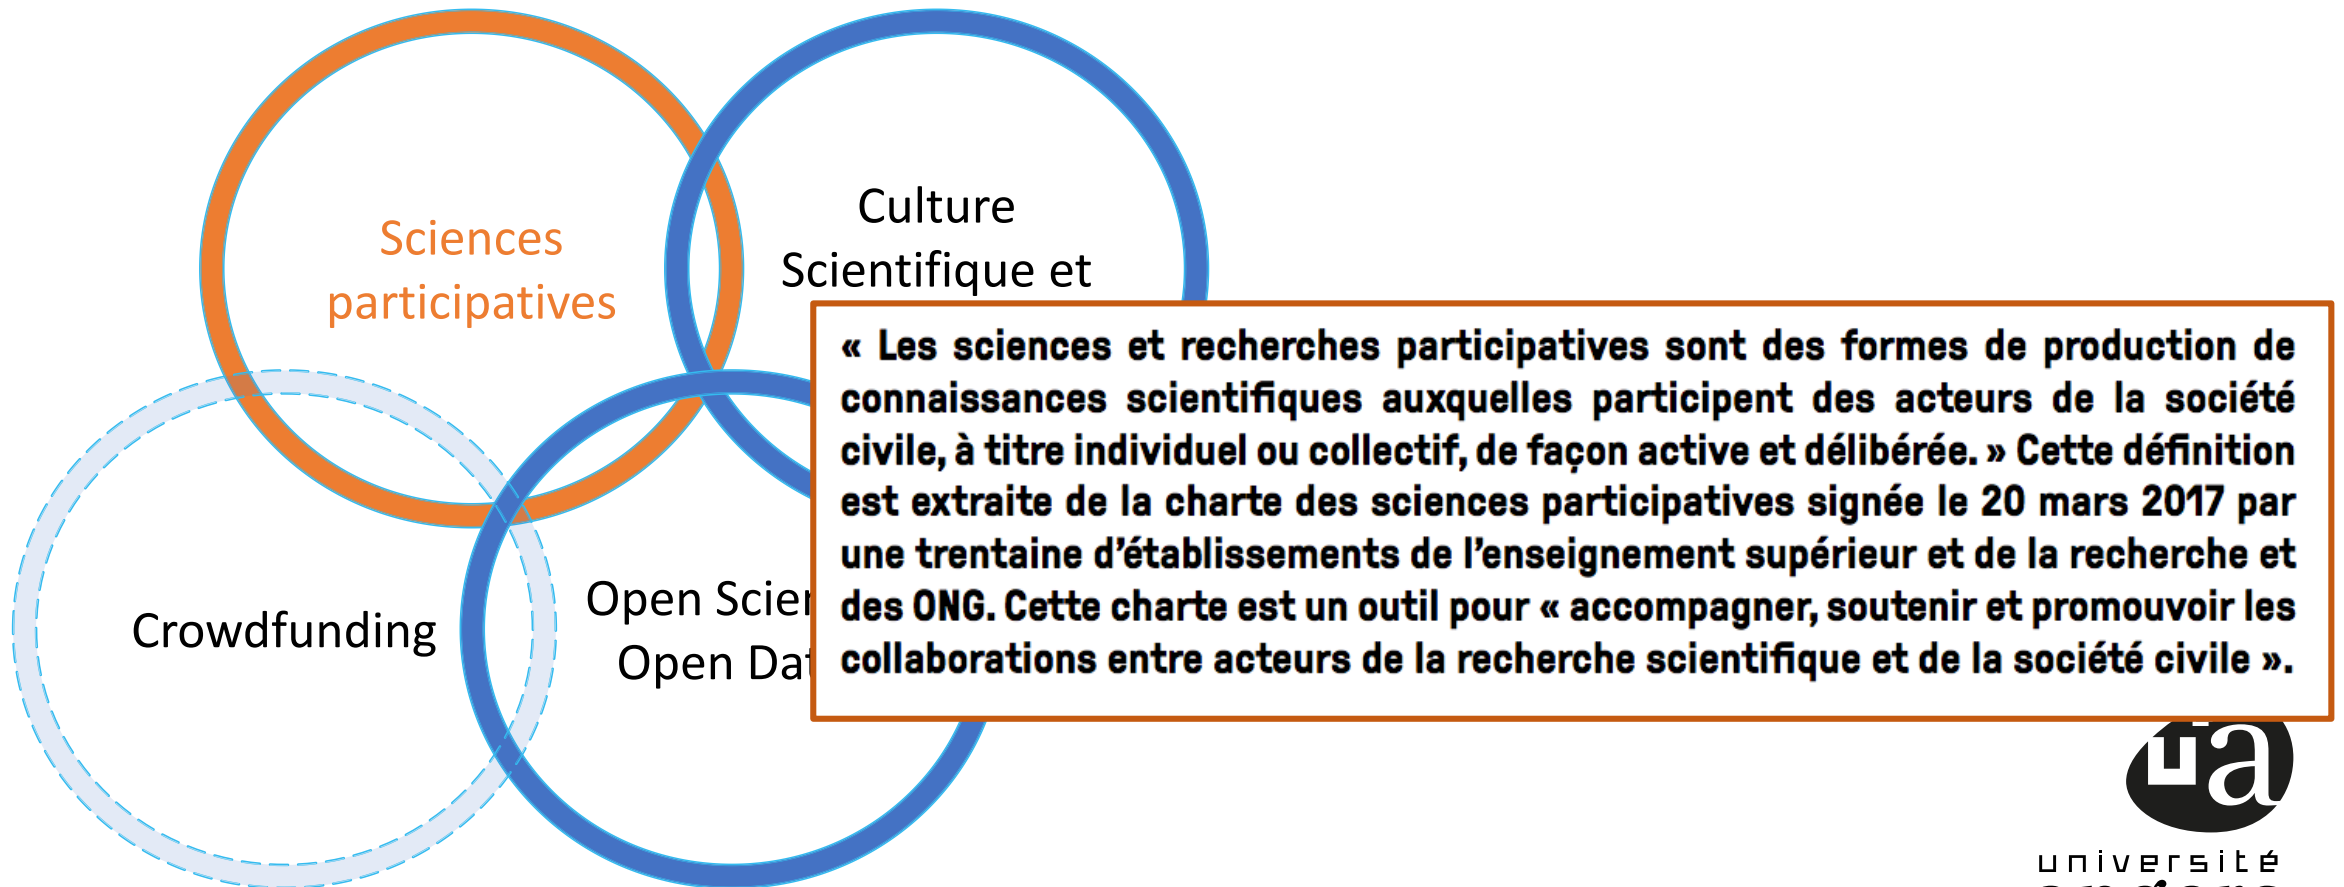 Sciences
participatives
Culture
Scientifique et
« Les sciences et recherches participatives sont des formes de production de
connaissances scientifiques auxquelles participent des acteurs de la société
civile, à titre individuel ou collectif, de façon active et délibérée. » Cette définition
est extraite de la charte des sciences participatives signée le 20 mars 2017 par
une trentaine d’établissements de l’enseignement supérieur et de la recherche et
des ONG. Cette charte est un outil pour « accompagner, soutenir et promouvoir les
collaborations entre acteurs de la recherche scientifique et de la société civile ».
Crowdfunding
Open
Open
ua
université